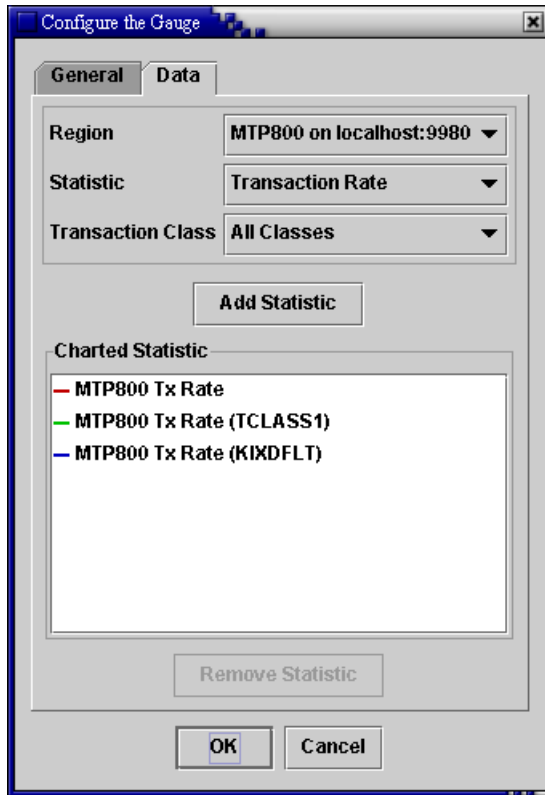 Configure the Gauge
General Data
Region MTP800 on localhost:9980
Statistic Transaction Rate
Transaction Class All Classes
Add Statistic
Charted Statistic
MTP800 Tx Rate
MTP800 Tx Rate (TCLASS1)
MTP800 Tx Rate (KIXDFLT)
Remove Statistic
OK Cancel